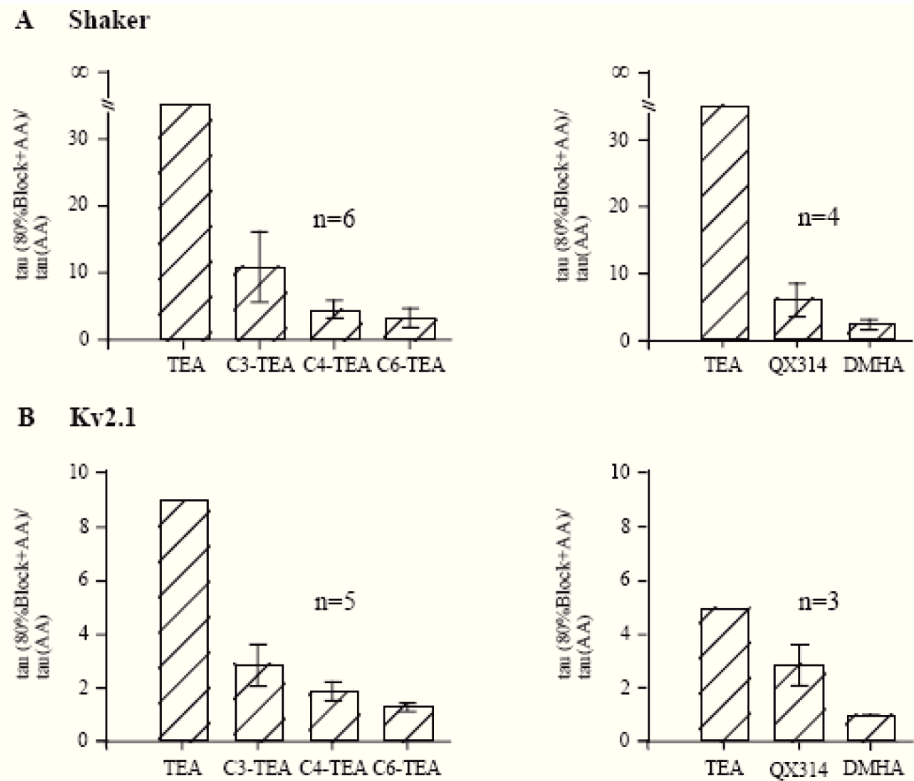 A Shaker
tau (80%Block+AA)/
tau(AA)
∞
30
20
10
0
n=6
TEA C3-TEA C4-TEA C6-TEA
tau (80%Block+AA)/
tau(AA)
∞
30
20
10
0
n=4
TEA QX314 DMHA
B Kv2.1
tau (80%Block+AA)/
tau(AA)
10
8
6
4
2
0
n=5
TEA C3-TEA C4-TEA C6-TEA
tau (80%Block+AA)/
tau(AA)
10
8
6
4
2
0
n=3
TEA QX314 DMHA